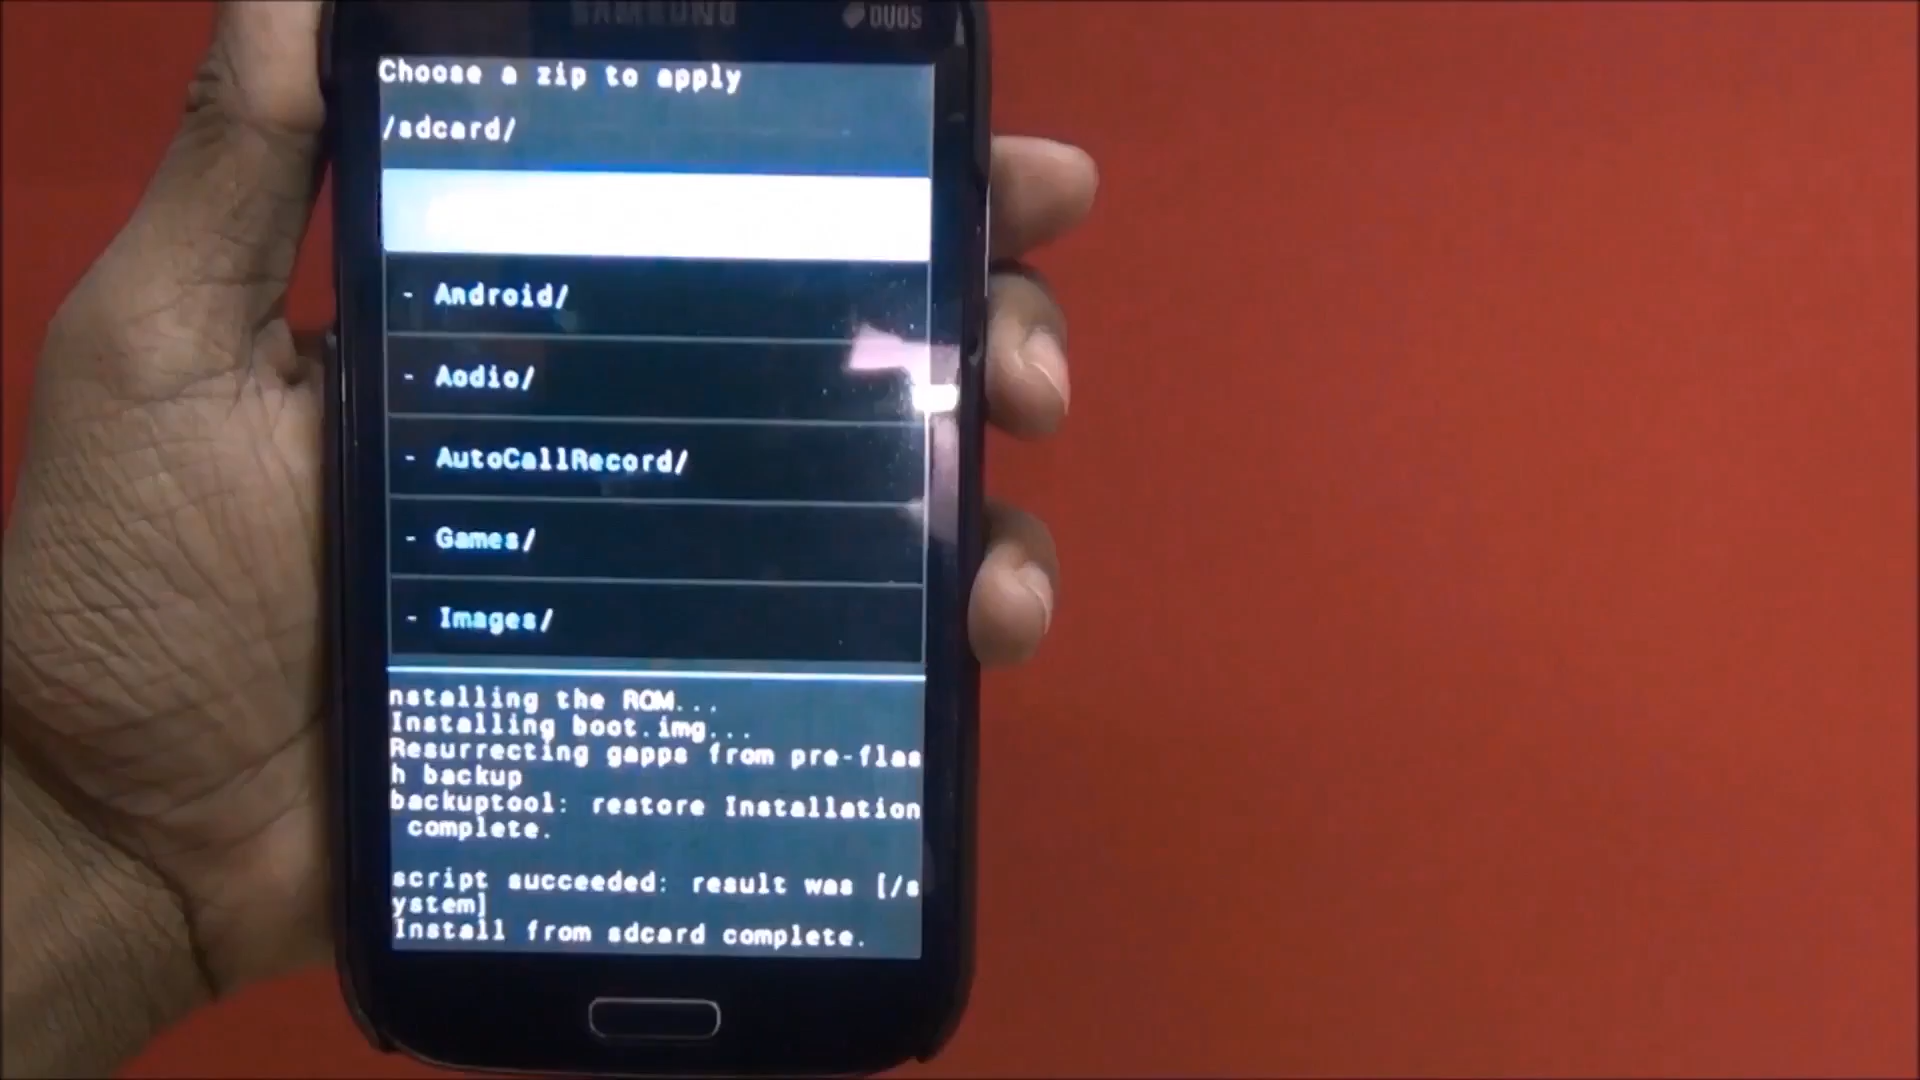 SAMSUNG
DUOS
Choose a zip to apply
/sdcard/
- Android/
- Aodio/
- AutoCallRecord/
- Games/
- Images/
nstalling the ROM...
Installing boot.img...
Resurrecting gapps from pre-flas
h backup
backuptool: restore Installation
complete.
script succeeded: result was [/s
ystem]
Install from sdcard complete.